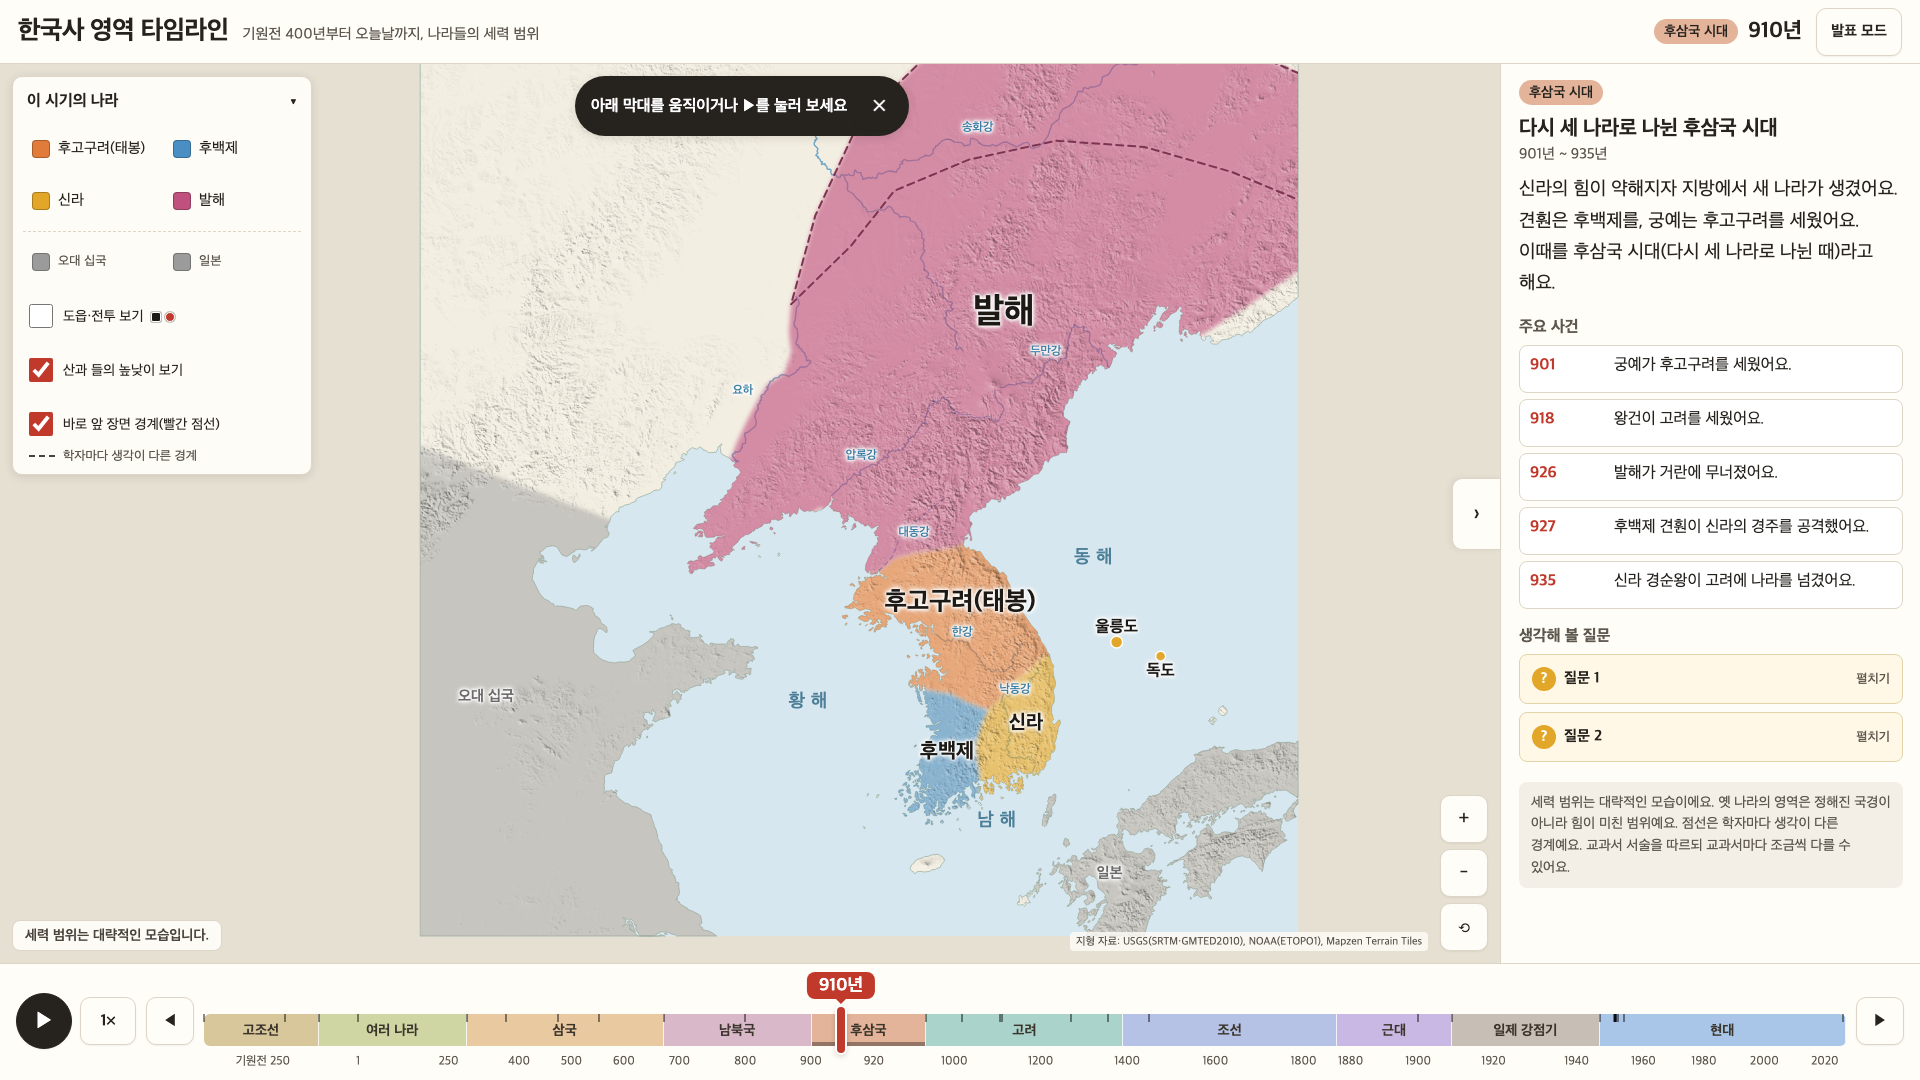 한국사 영역 타임라인
기원전 400년부터 오늘날까지, 나라들의 세력 범위
후삼국 시대
910년
발표 모드
이 시기의 나라
후고구려(태봉)
후백제
신라
발해
오대 십국
일본
도읍·전투 보기
산과 들의 높낮이 보기
바로 앞 장면 경계(빨간 점선)
학자마다 생각이 다른 경계
아래 막대를 움직이거나 ▶를 눌러 보세요 ✕
송화강
발해
두만강
요하
압록강
대동강
동 해
후고구려(태봉)
한강
울릉도
독도
낙동강
오대 십국
황 해
신라
후백제
남 해
일본
+
−
⟲
세력 범위는 대략적인 모습입니다.
지형 자료: USGS(SRTM·GMTED2010), NOAA(ETOPO1), Mapzen Terrain Tiles
›
후삼국 시대
다시 세 나라로 나뉜 후삼국 시대
901년 ~ 935년
신라의 힘이 약해지자 지방에서 새 나라가 생겼어요.
견훤은 후백제를, 궁예는 후고구려를 세웠어요.
이때를 후삼국 시대(다시 세 나라로 나뉜 때)라고
해요.
주요 사건
901 궁예가 후고구려를 세웠어요.
918 왕건이 고려를 세웠어요.
926 발해가 거란에 무너졌어요.
927 후백제 견훤이 신라의 경주를 공격했어요.
935 신라 경순왕이 고려에 나라를 넘겼어요.
생각해 볼 질문
? 질문 1 펼치기
? 질문 2 펼치기
세력 범위는 대략적인 모습이에요. 옛 나라의 영역은 정해진 국경이
아니라 힘이 미친 범위예요. 점선은 학자마다 생각이 다른
경계예요. 교과서 서술을 따르되 교과서마다 조금씩 다를 수
있어요.
910년
1×
고조선 여러 나라 삼국 남북국 후삼국 고려 조선 근대 일제 강점기 현대
기원전 250 1 250 400 500 600 700 800 900 920 1000 1200 1400 1600 1800 1880 1900 1920 1940 1960 1980 2000 2020